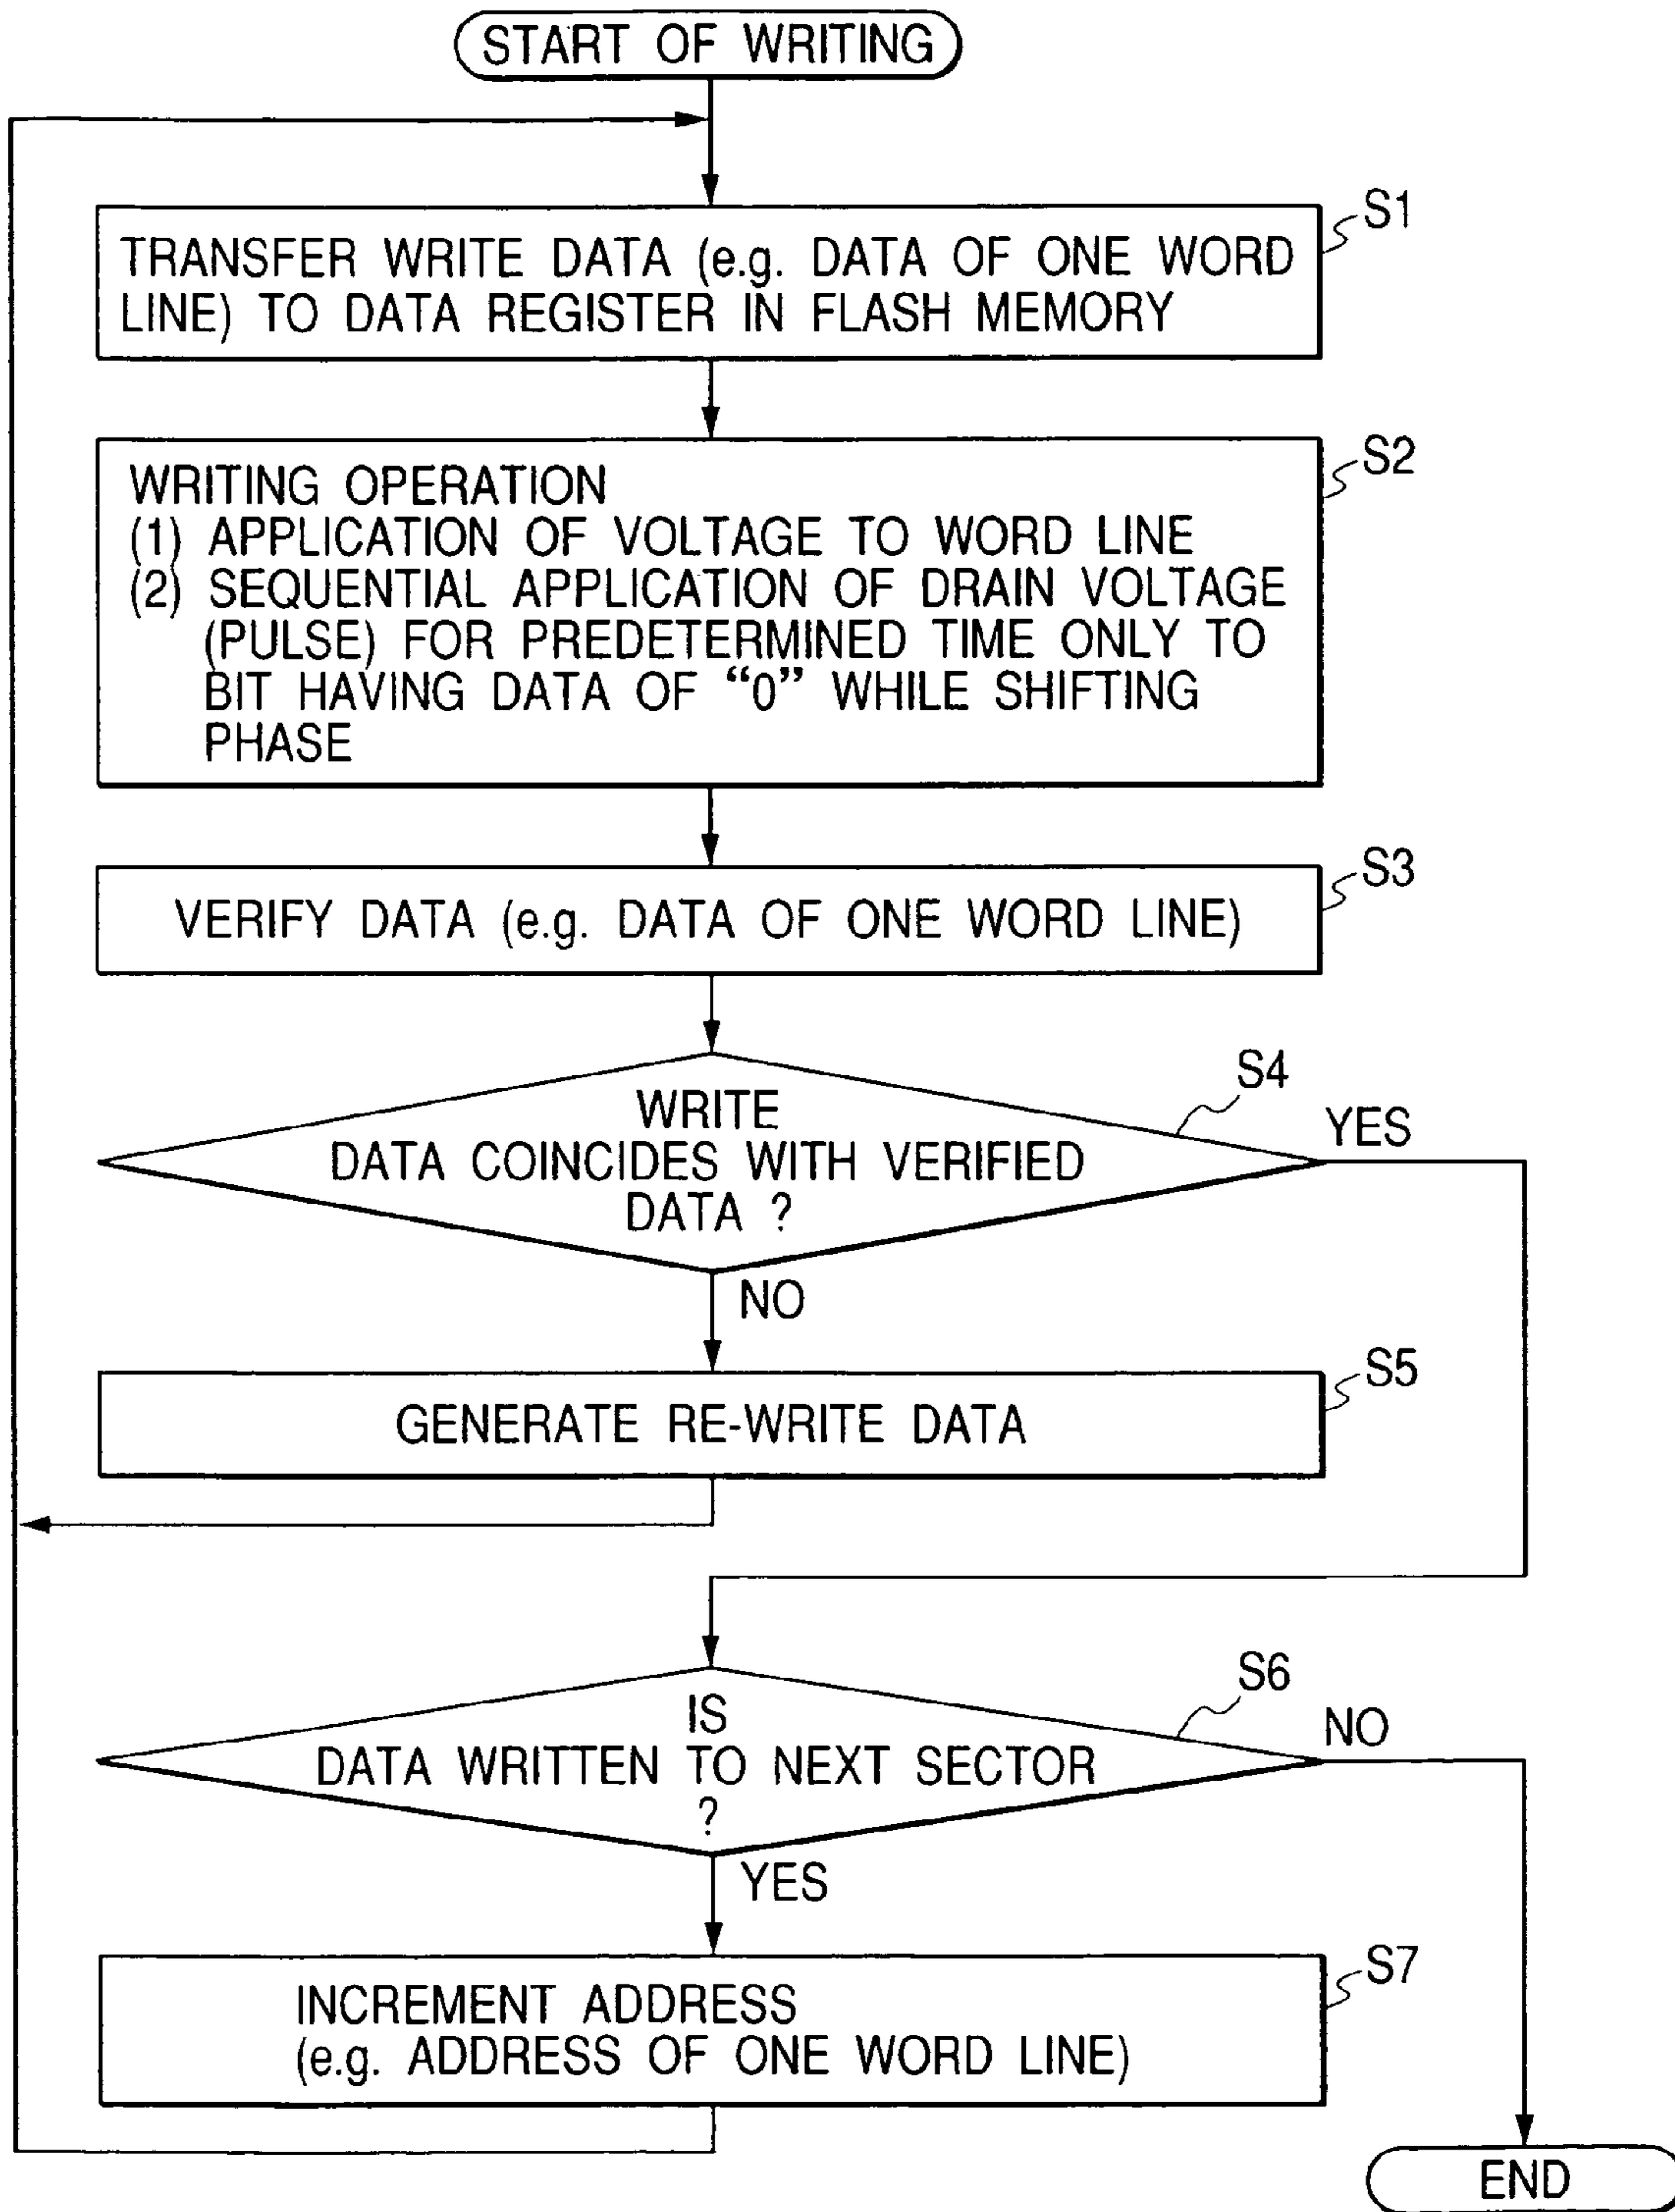 START OF WRITING
S1
TRANSFER WRITE DATA (e.g. DATA OF ONE WORD
LINE) TO DATA REGISTER IN FLASH MEMORY
S2
WRITING OPERATION
(1) APPLICATION OF VOLTAGE TO WORD LINE
(2) SEQUENTIAL APPLICATION OF DRAIN VOLTAGE
(PULSE) FOR PREDETERMINED TIME ONLY TO
BIT HAVING DATA OF “0” WHILE SHIFTING
PHASE
S3
VERIFY DATA (e.g. DATA OF ONE WORD LINE)
S4
WRITE
DATA COINCIDES WITH VERIFIED
DATA ?
YES
NO
S5
GENERATE RE-WRITE DATA
S6
IS
DATA WRITTEN TO NEXT SECTOR
?
NO
YES
S7
INCREMENT ADDRESS
(e.g. ADDRESS OF ONE WORD LINE)
END